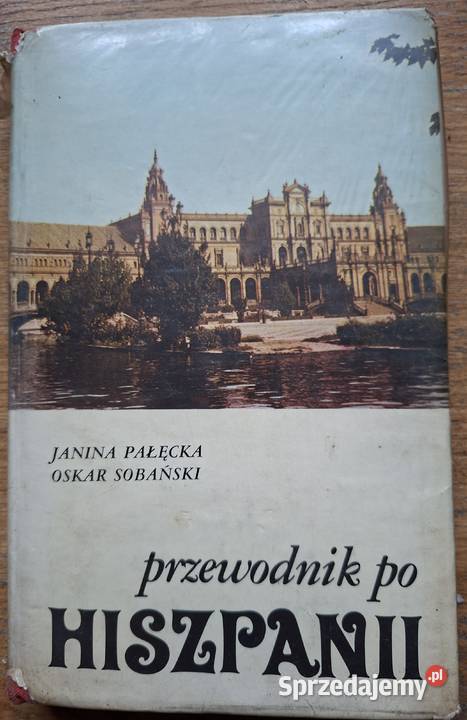 JANINA PAŁĘCKA
OSKAR SOBAŃSKI
przewodnik po
HISZPANII
Sprzedajemy.pl